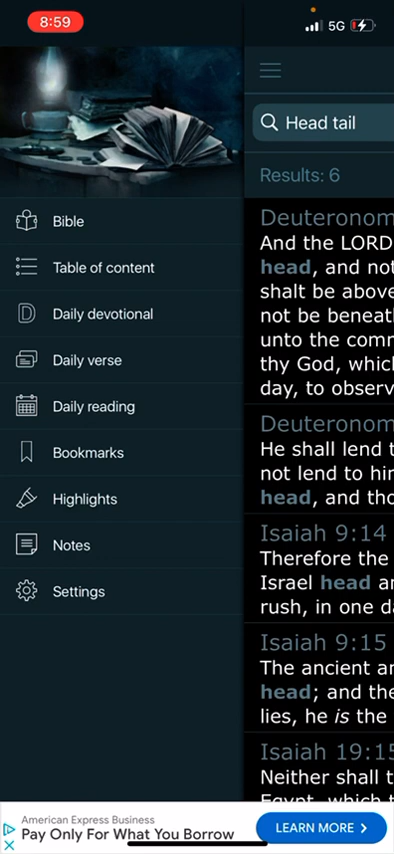 8:59
5G
Head tail
Results: 6
Bible
Table of content
Daily devotional
Daily verse
Daily reading
Bookmarks
Highlights
Notes
Settings
Deuteronom
And the LORD
head, and not
shalt be above
not be beneath
unto the comm
thy God, which
day, to observ
Deuteronom
He shall lend t
not lend to hir
head, and tho
Isaiah 9:14
Therefore the
Israel head an
rush, in one da
Isaiah 9:15
The ancient an
head; and the
lies, he is the
Isaiah 19:15
Neither shall t
Egypt, which t
American Express Business
Pay Only For What You Borrow
LEARN MORE